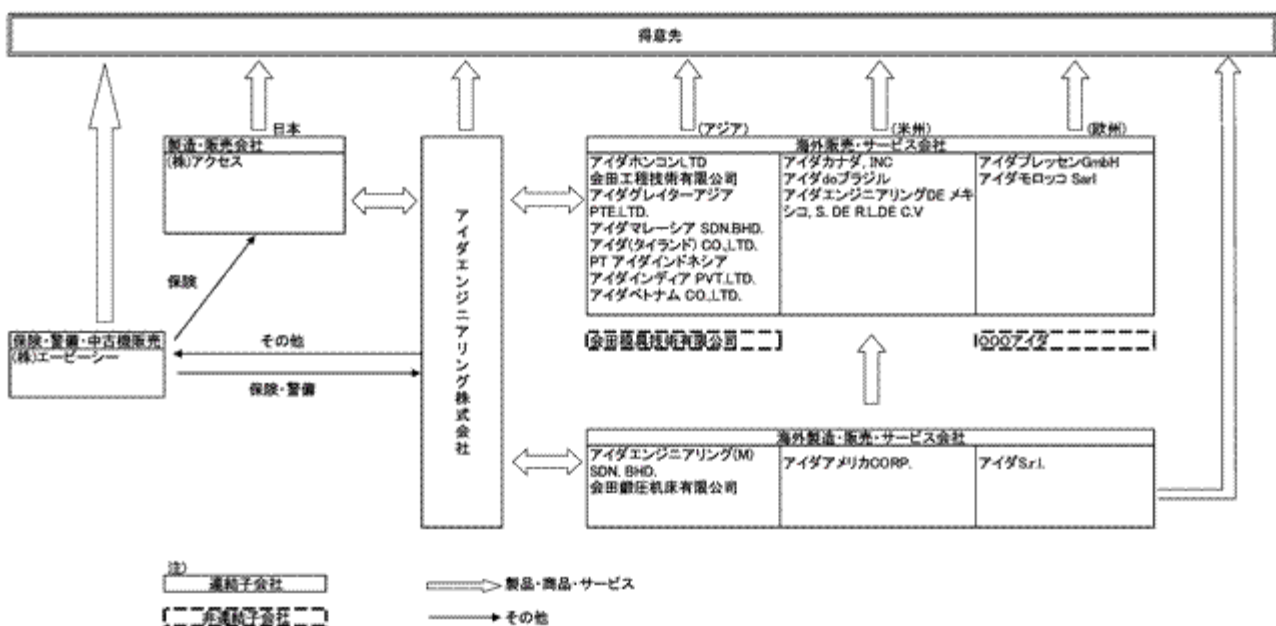 得意先
日本
(アジア)
(米州)
(欧州)
製造・販売会社
(株)アクセス
海外販売・サービス会社
アイダホンコンLTD
会田工程技術有限公司
アイダグレイターアジア
PTE.LTD.
アイダマレーシア SDN.BHD.
アイダ(タイランド) CO.,LTD.
PT アイダインドネシア
アイダインディア PVT.LTD.
アイダベトナム CO.,LTD.
アイダカナダ, INC
アイダdoブラジル
アイダエンジニアリングDE メキ
シコ, S. DE R.L.DE C.V
アイダプレッセンGmbH
アイダモロッコ Sarl
アイダエンジニアリング株式会社
保険
保険・警備・中古機販売
(株)エービーシー
その他
保険・警備
技術有限公司
OOOアイダ
海外製造・販売・サービス会社
アイダエンジニアリング(M)
SDN. BHD.
会田鍛圧机床有限公司
アイダアメリカCORP.
アイダS.r.l.
注)
連結子会社
製品・商品・サービス
非連結子会社
その他